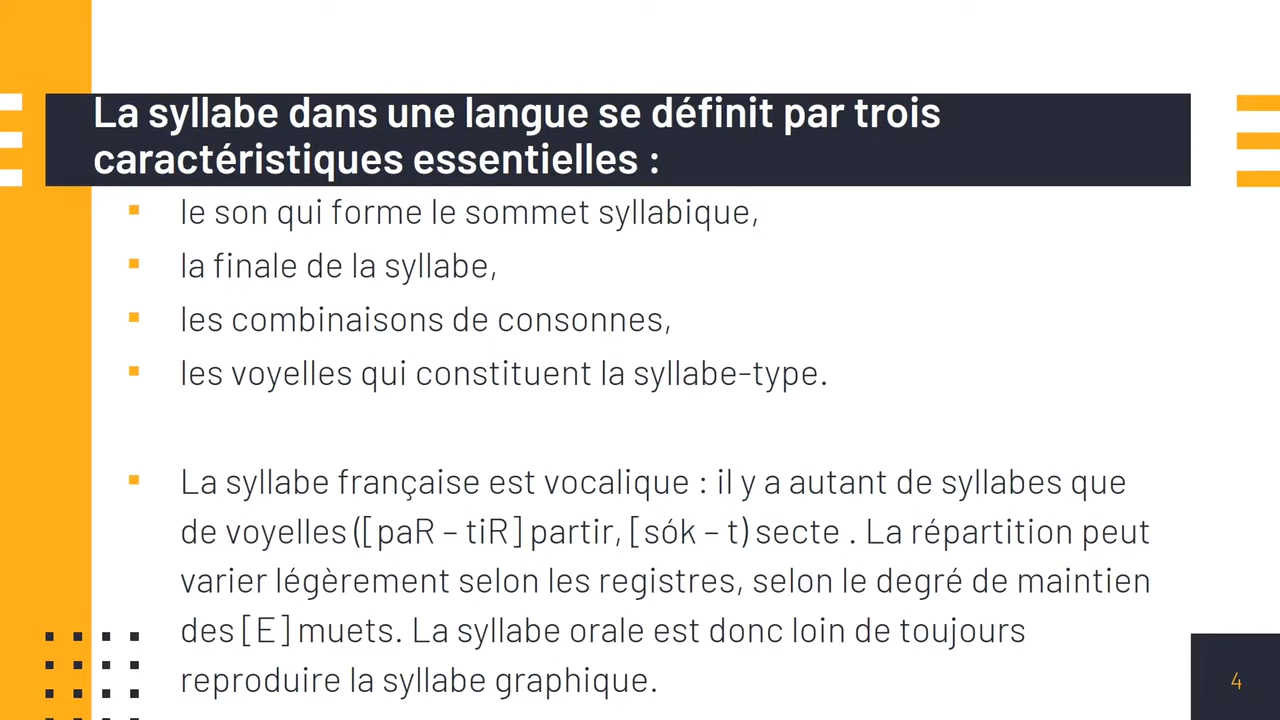 La syllabe dans une langue se définit par trois
caractéristiques essentielles :
▪ le son qui forme le sommet syllabique,
▪ la finale de la syllabe,
▪ les combinaisons de consonnes,
▪ les voyelles qui constituent la syllabe-type.
▪ La syllabe française est vocalique : il y a autant de syllabes que
de voyelles ([paR – tiR] partir, [sók – t) secte . La répartition peut
varier légèrement selon les registres, selon le degré de maintien
des [E] muets. La syllabe orale est donc loin de toujours
reproduire la syllabe graphique.
4